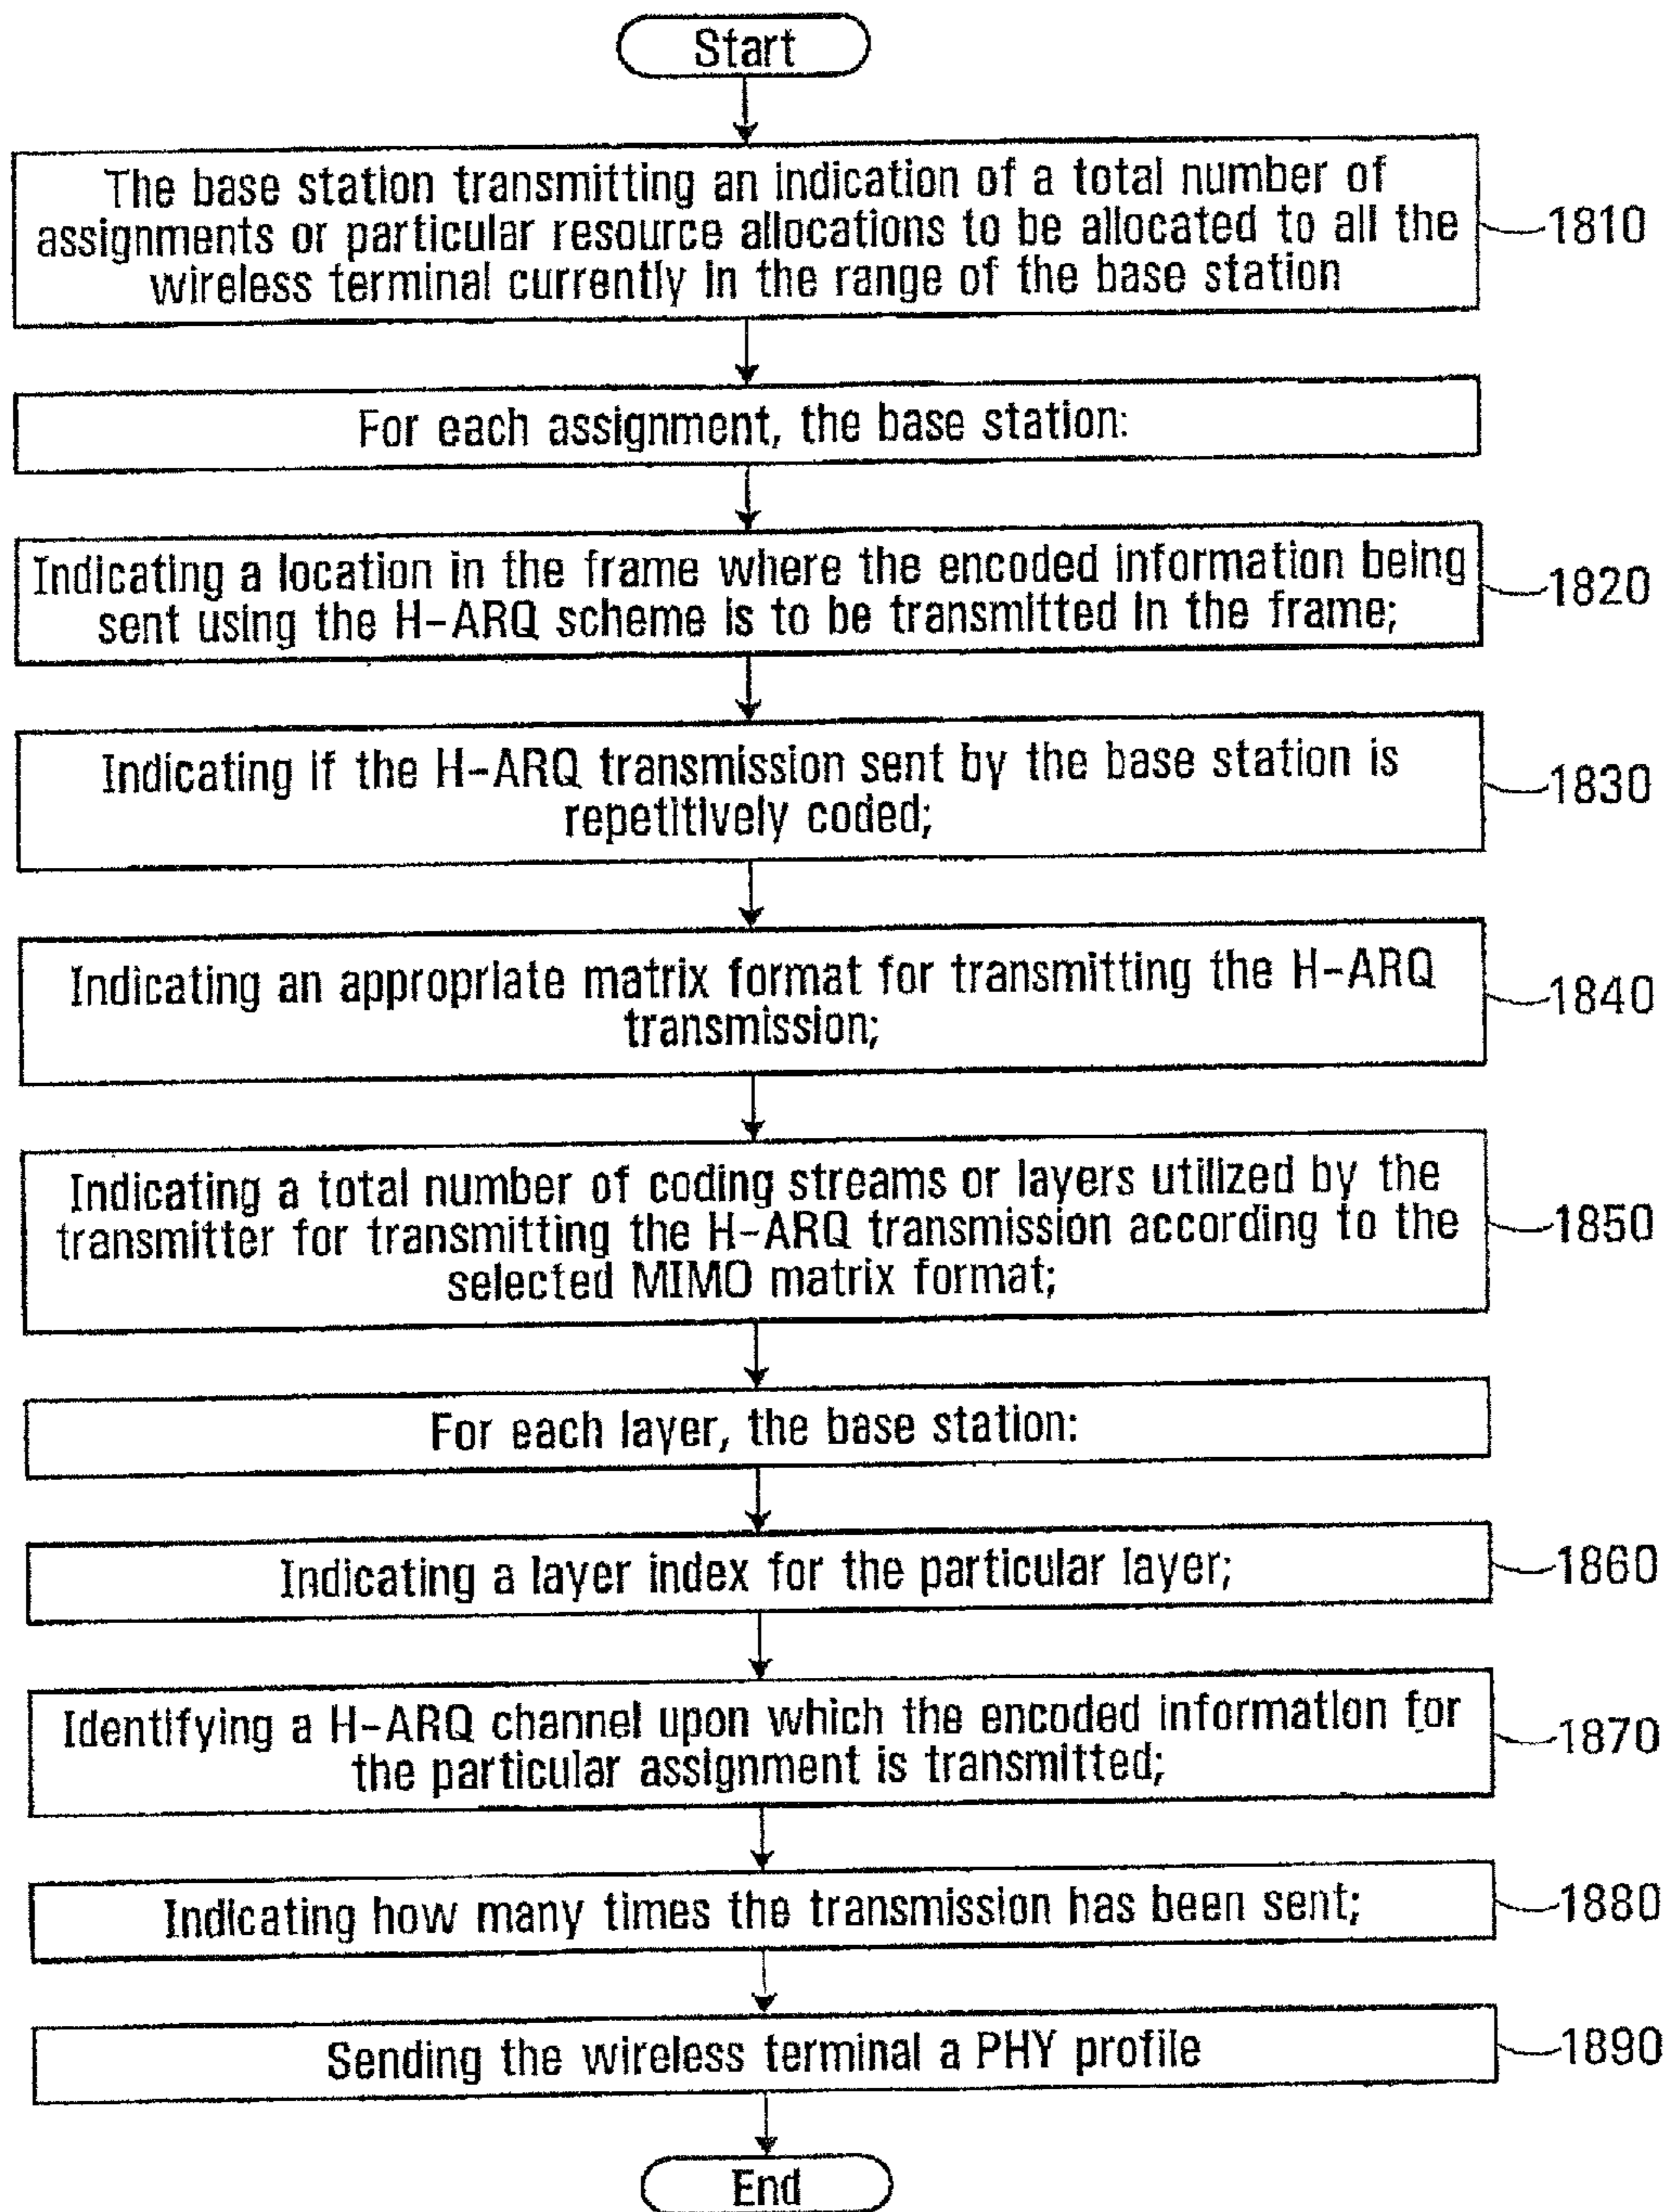 Start
The base station transmitting an indication of a total number of
assignments or particular resource allocations to be allocated to all the
wireless terminal currently in the range of the base station
1810
For each assignment, the base station:
Indicating a location in the frame where the encoded information being
sent using the H-ARQ scheme is to be transmitted in the frame;
1820
Indicating if the H-ARQ transmission sent by the base station is
repetitively coded;
1830
Indicating an appropriate matrix format for transmitting the H-ARQ
transmission;
1840
Indicating a total number of coding streams or layers utilized by the
transmitter for transmitting the H-ARQ transmission according to the
selected MIMO matrix format;
1850
For each layer, the base station:
Indicating a layer index for the particular layer;
1860
Identifying a H-ARQ channel upon which the encoded information for
the particular assignment is transmitted;
1870
Indicating how many times the transmission has been sent;
1880
Sending the wireless terminal a PHY profile
1890
End